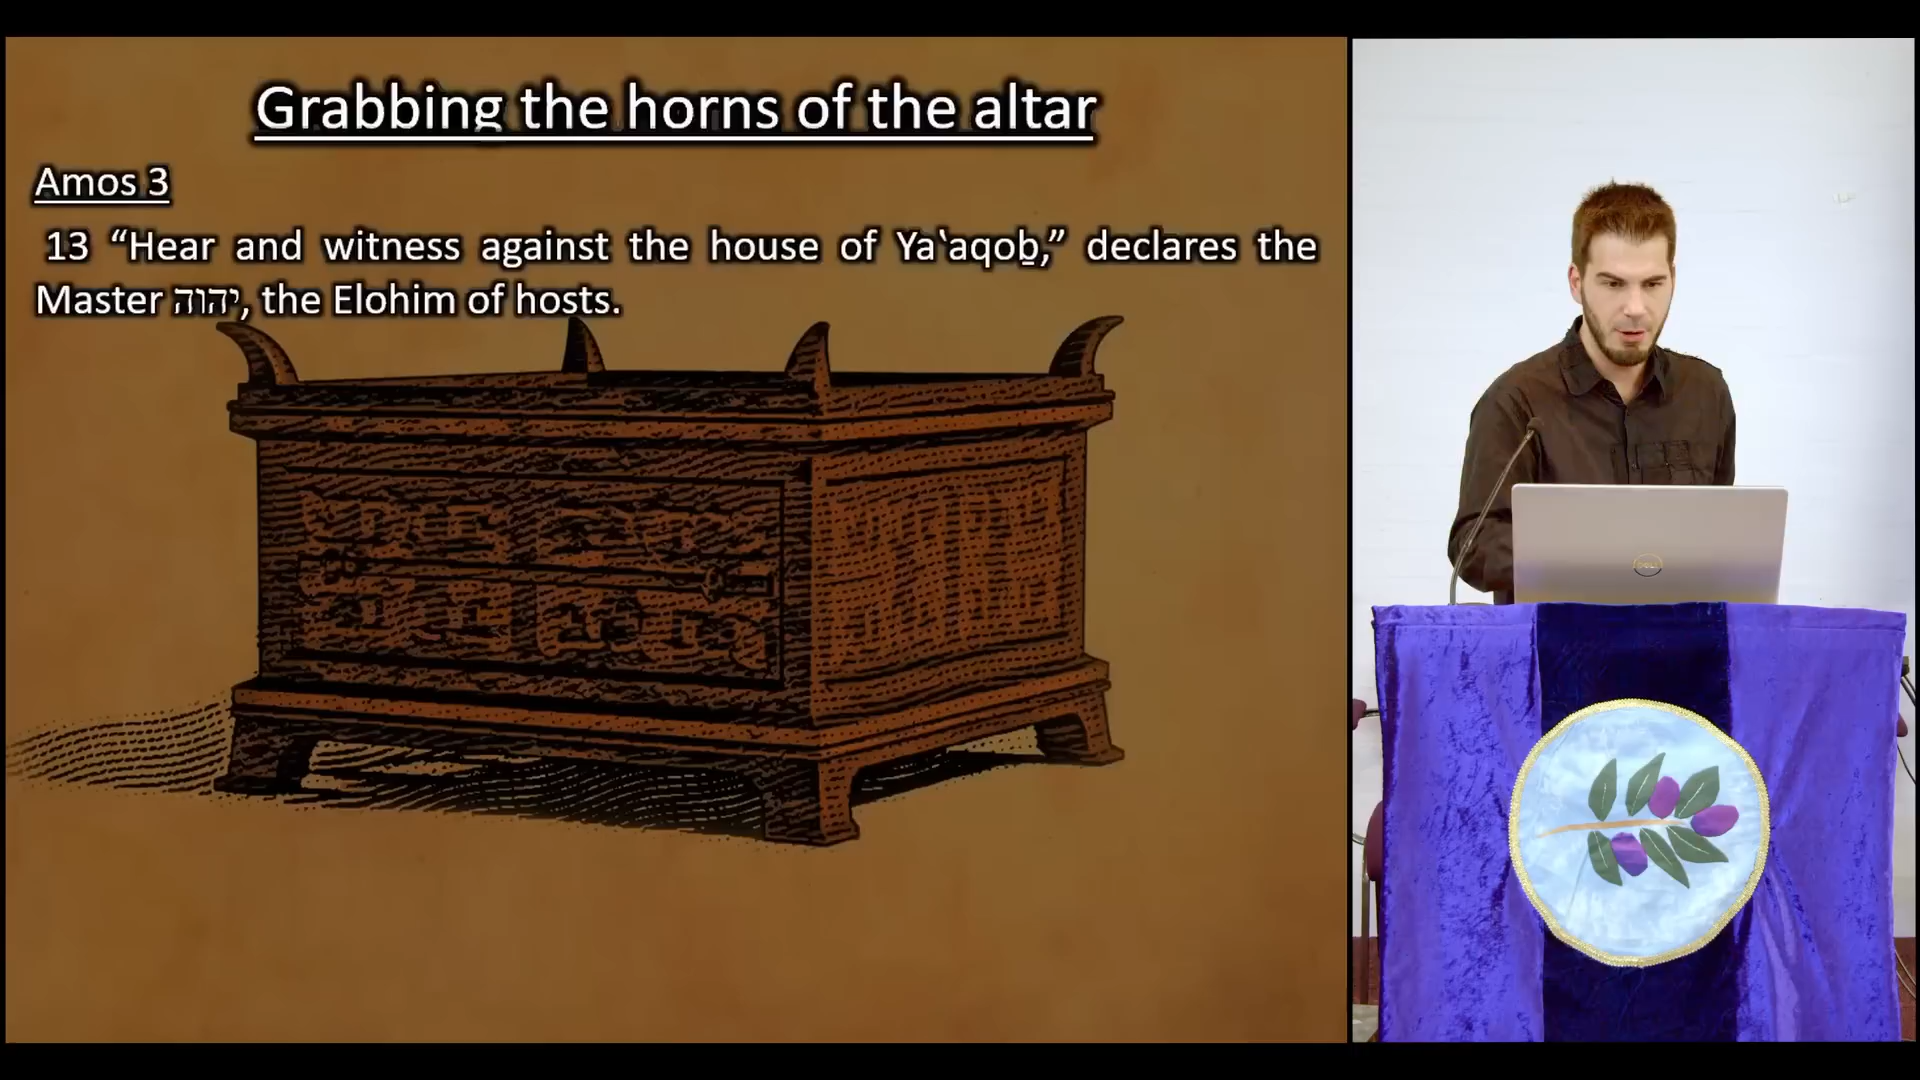 Grabbing the horns of the altar
Amos 3
13 “Hear and witness against the house of Ya‛aqoḇ,” declares the
Master יהוה, the Elohim of hosts.
DELL